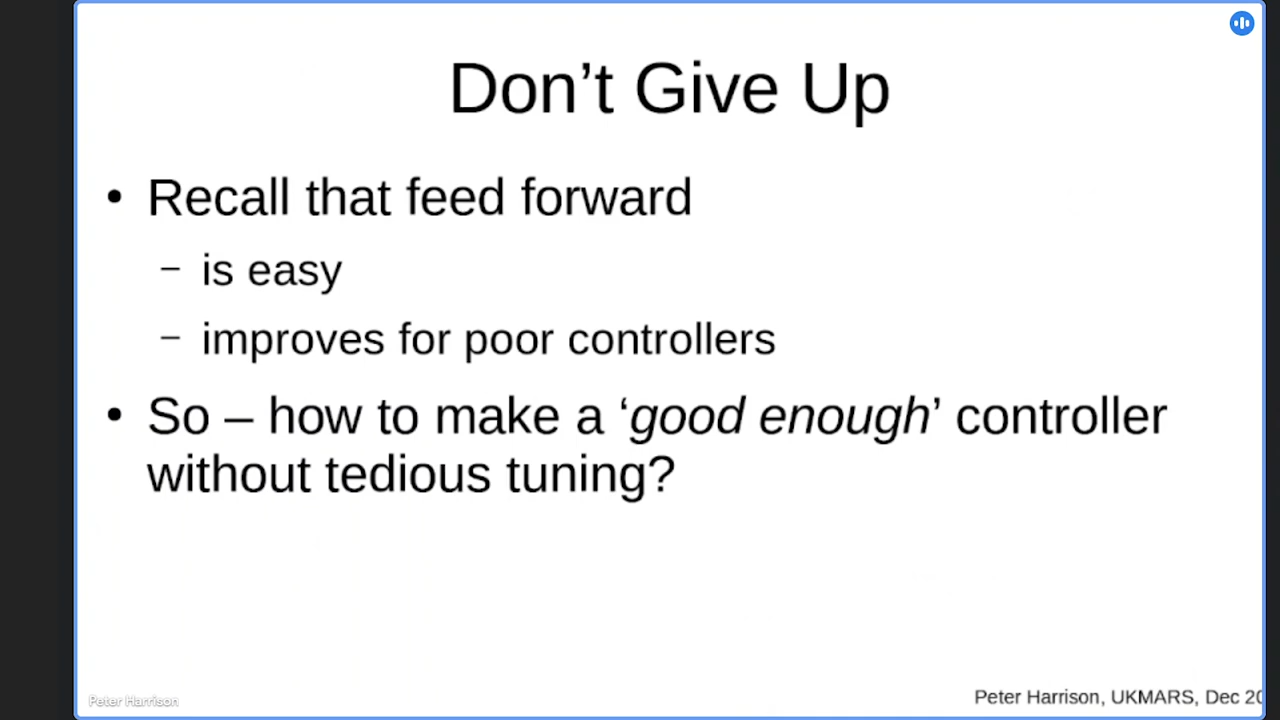 Don’t Give Up
• Recall that feed forward
– is easy
– improves for poor controllers
• So – how to make a ‘good enough’ controller
without tedious tuning?
Peter Harrison
Peter Harrison, UKMARS, Dec 20